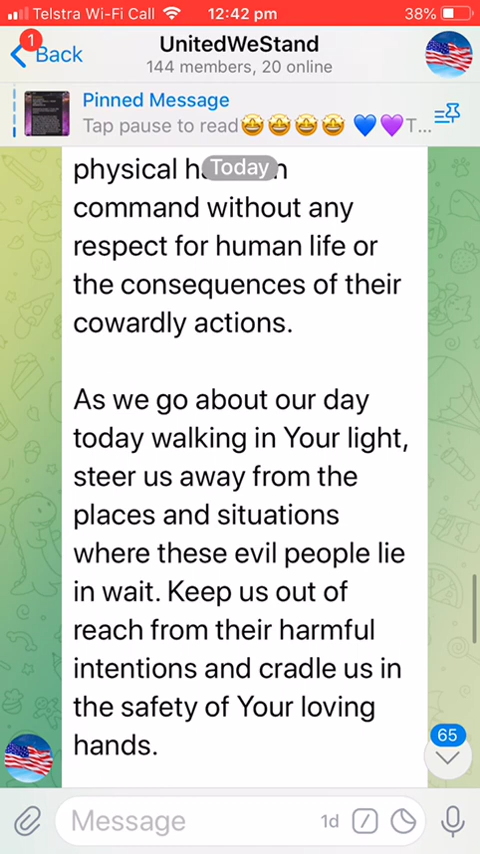 Telstra Wi-Fi Call 12:42 pm 38%
1
Back
UnitedWeStand
144 members, 20 online
Pinned Message
Tap pause to read🤩🤩🤩🤩 💙💜T...
Today
physical
command without any
respect for human life or
the consequences of their
cowardly actions.
As we go about our day
today walking in Your light,
steer us away from the
places and situations
where these evil people lie
in wait. Keep us out of
reach from their harmful
intentions and cradle us in
the safety of Your loving
hands.
65
Message
1d